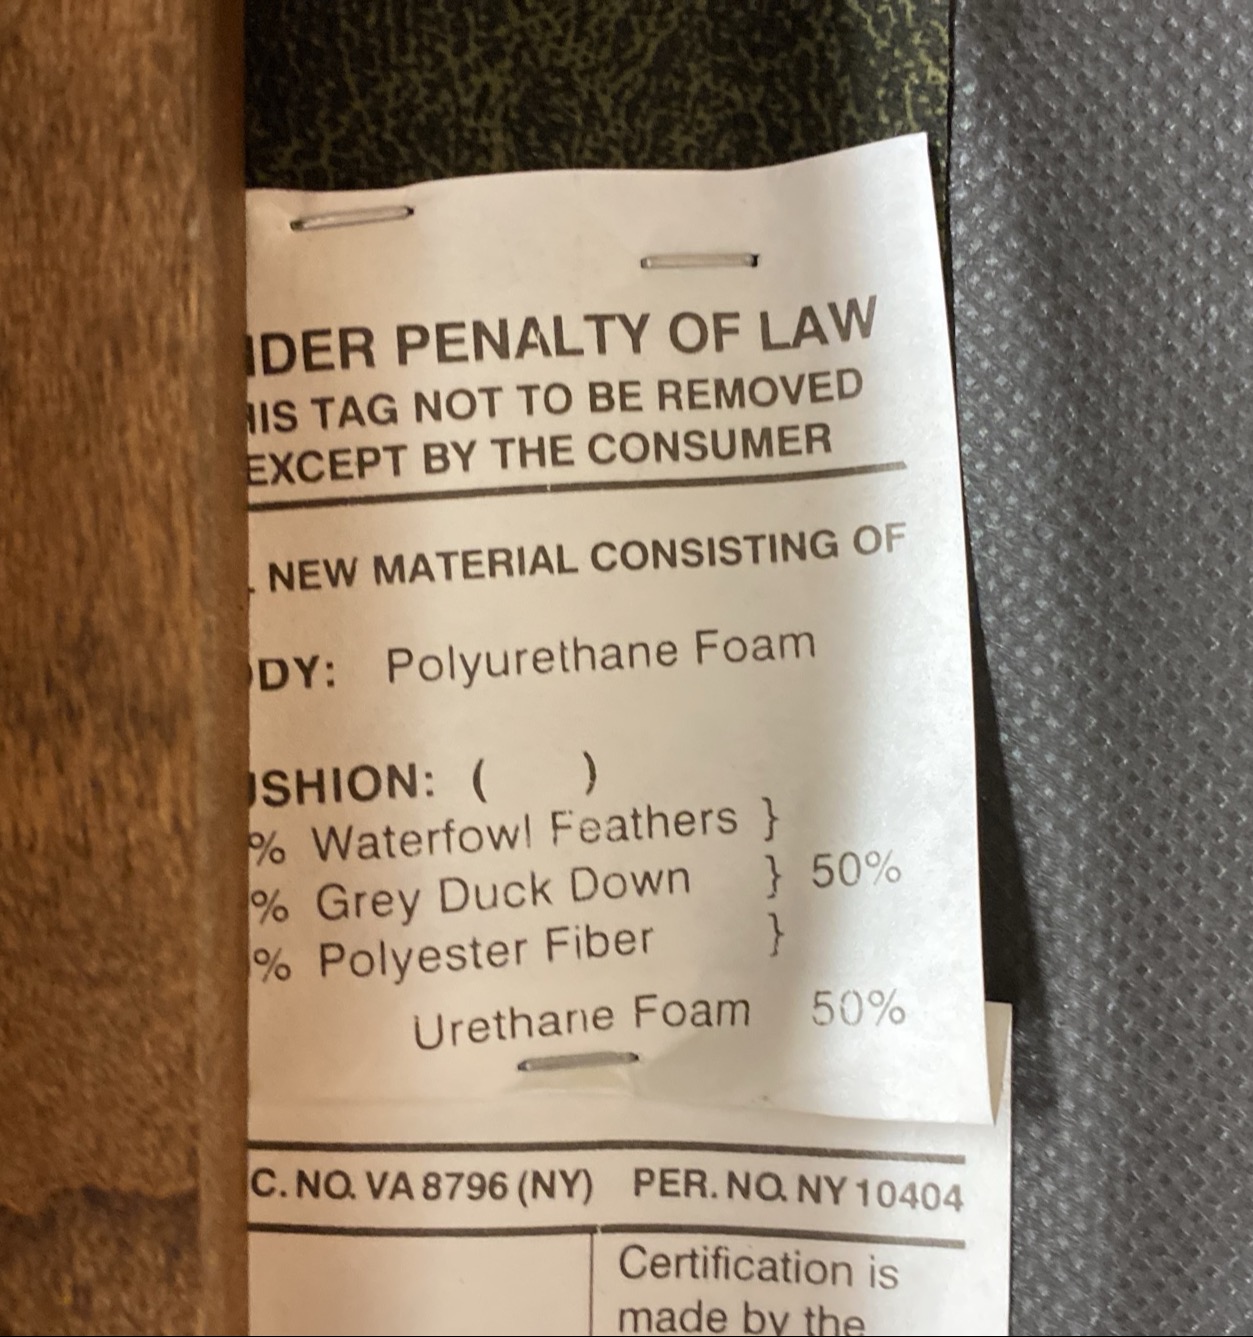 DER PENALTY OF LAW
IS TAG NOT TO BE REMOVED
EXCEPT BY THE CONSUMER
NEW MATERIAL CONSISTING OF
DY: Polyurethane Foam
SHION: ( )
% Waterfowl Feathers }
% Grey Duck Down } 50%
% Polyester Fiber }
Urethane Foam 50%
C. NO. VA 8796 (NY) PER. NO. NY 10404
Certification is
made by the